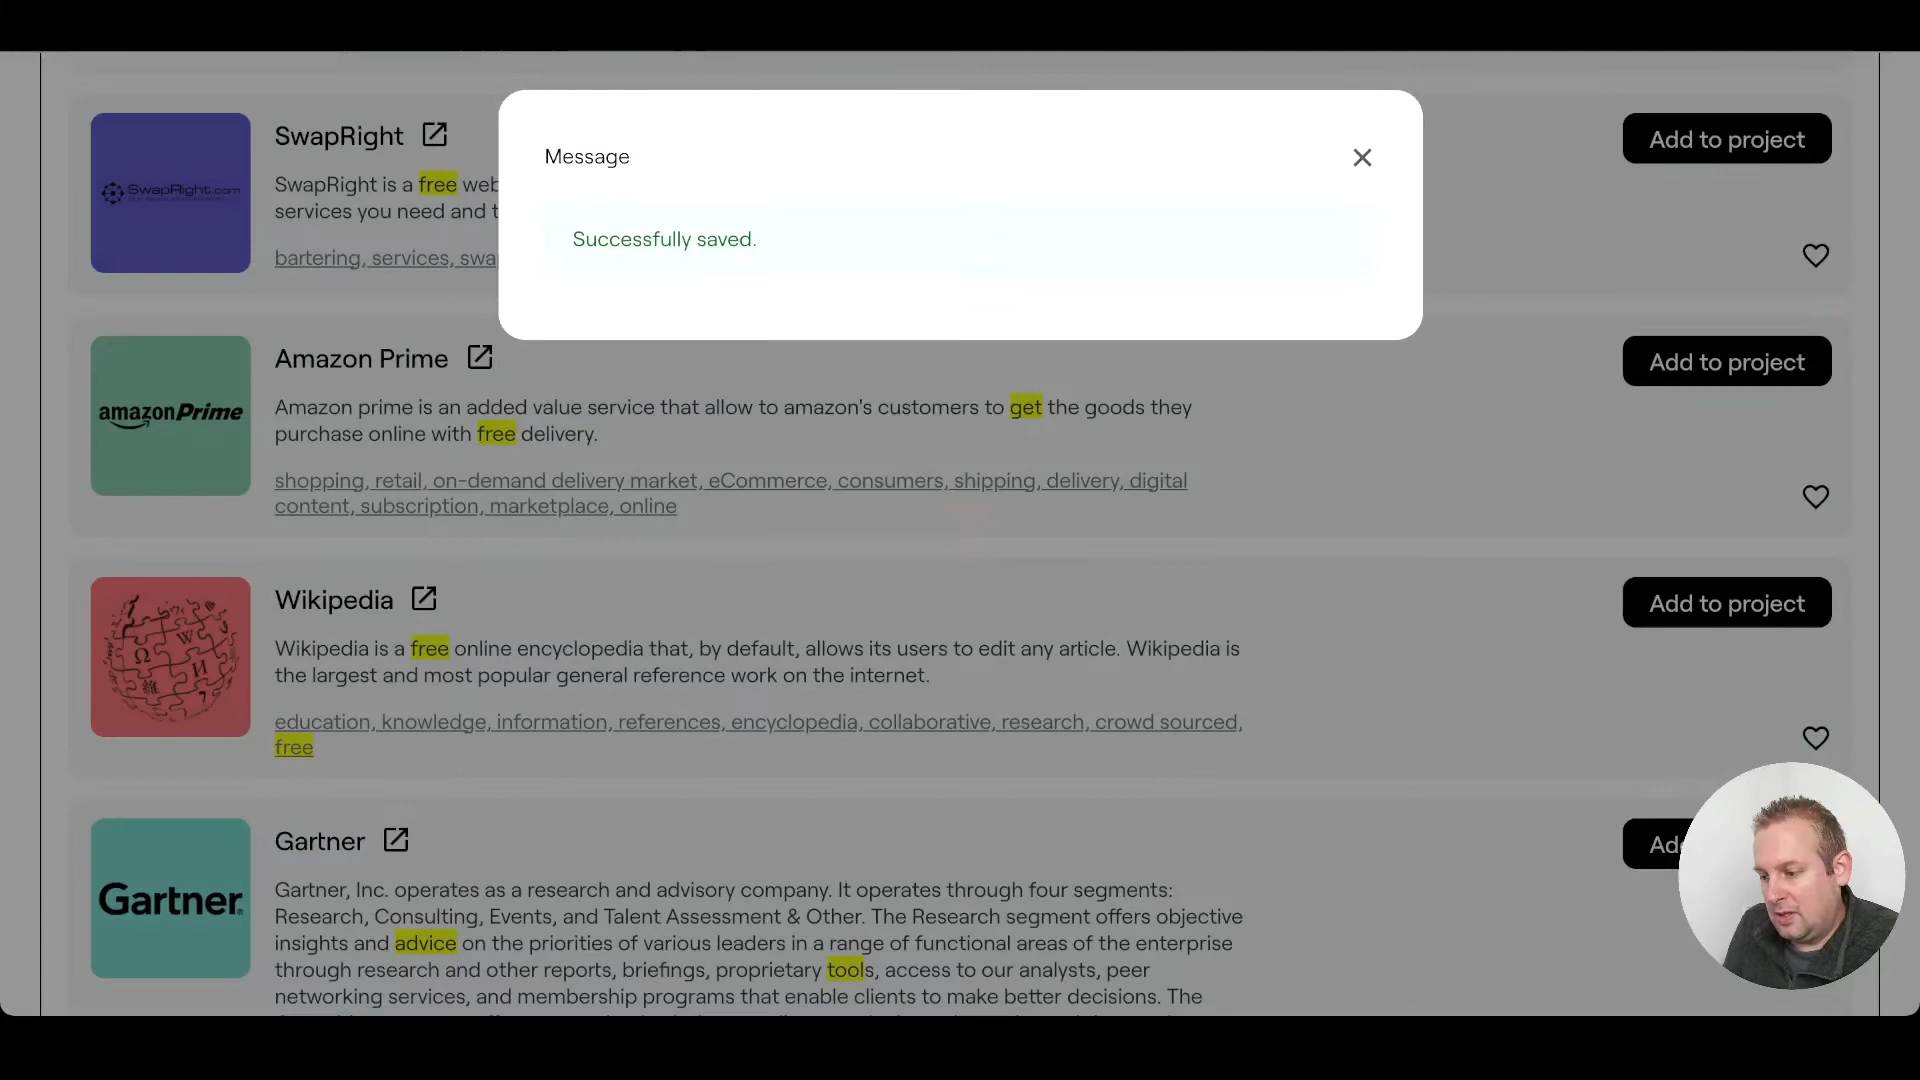 Message
Successfully saved.
SwapRight
Add to project
SwapRight.com
SwapRight is a free web
services you need and t
bartering, services, swa
Amazon Prime
Add to project
amazonPrime
Amazon prime is an added value service that allow to amazon's customers to get the goods they
purchase online with free delivery.
shopping, retail, on-demand delivery market, eCommerce, consumers, shipping, delivery, digital
content, subscription, marketplace, online
Wikipedia
Add to project
Wikipedia is a free online encyclopedia that, by default, allows its users to edit any article. Wikipedia is
the largest and most popular general reference work on the internet.
education, knowledge, information, references, encyclopedia, collaborative, research, crowd sourced,
free
Gartner
Ad
Gartner
Gartner, Inc. operates as a research and advisory company. It operates through four segments:
Research, Consulting, Events, and Talent Assessment & Other. The Research segment offers objective
insights and advice on the priorities of various leaders in a range of functional areas of the enterprise
through research and other reports, briefings, proprietary tools, access to our analysts, peer
networking services, and membership programs that enable clients to make better decisions. The